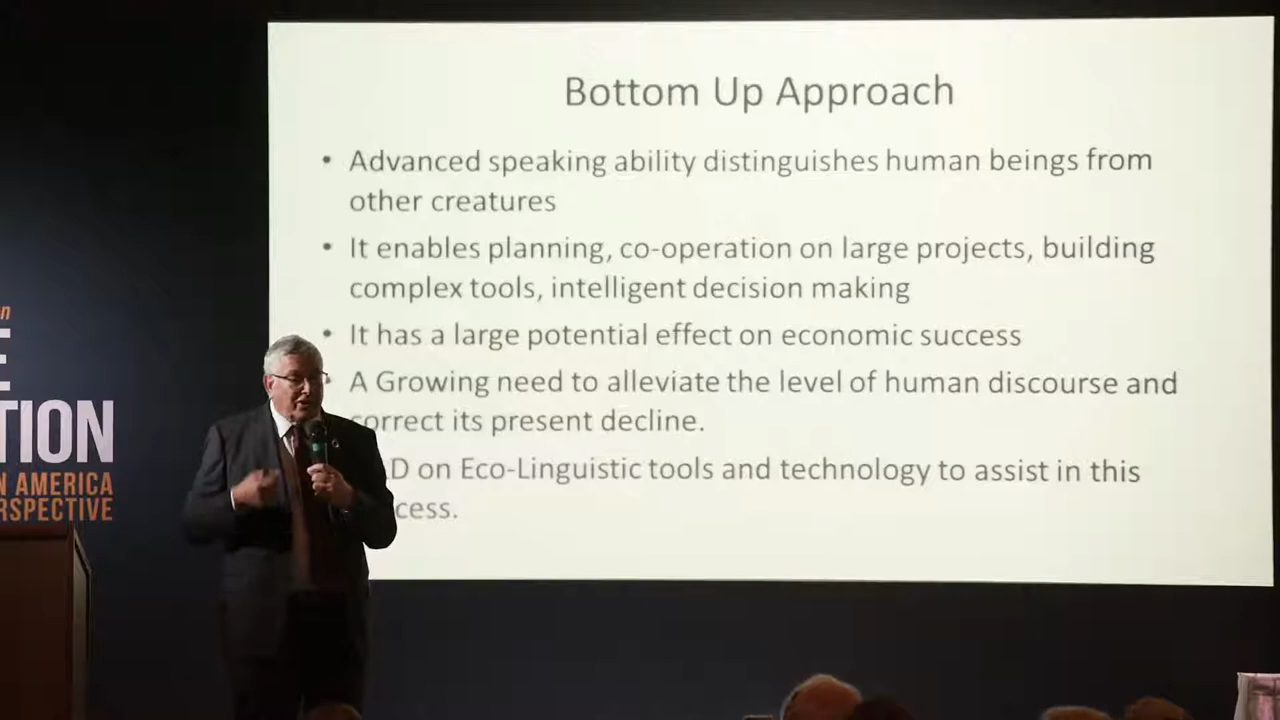 Bottom Up Approach
• Advanced speaking ability distinguishes human beings from
other creatures
• It enables planning, co-operation on large projects, building
complex tools, intelligent decision making
• It has a large potential effect on economic success
A Growing need to alleviate the level of human discourse and
correct its present decline.
D on Eco-Linguistic tools and technology to assist in this
cess.
n
E
TION
N AMERICA
RSPECTIVE